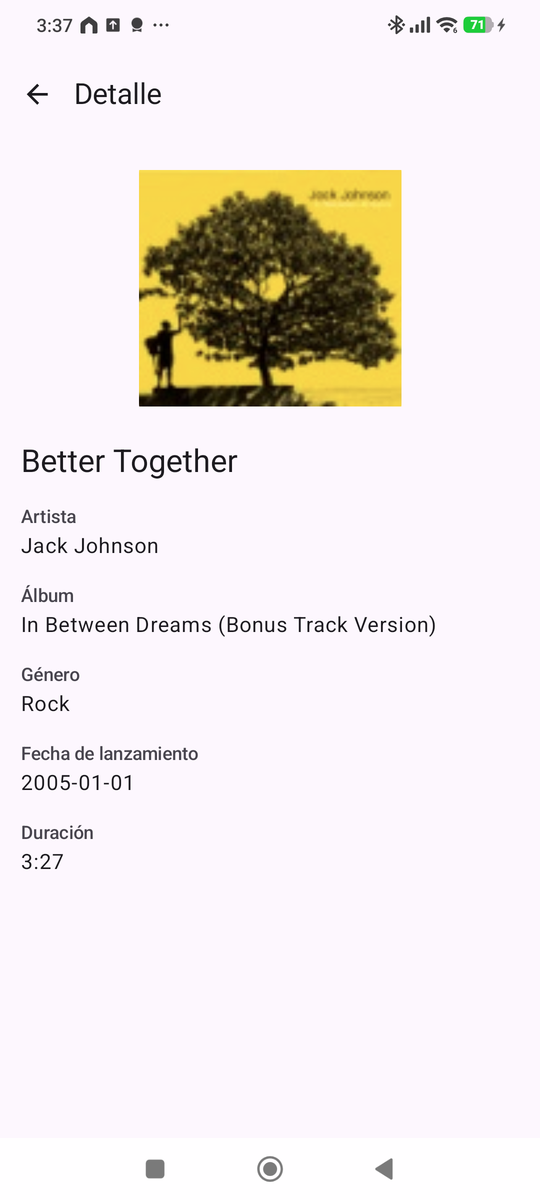 3:37
71
Detalle
Jack Johnson
Better Together
Artista
Jack Johnson
Álbum
In Between Dreams (Bonus Track Version)
Género
Rock
Fecha de lanzamiento
2005-01-01
Duración
3:27